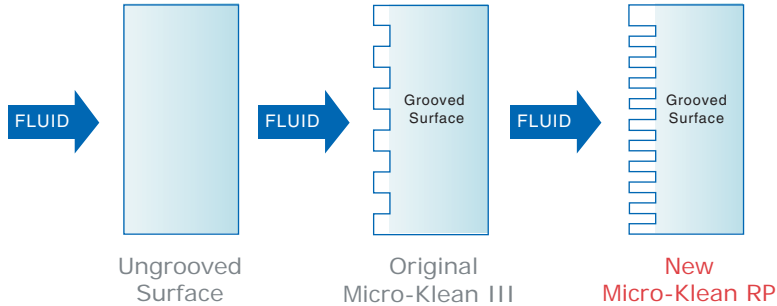 FLUID
FLUID
Grooved
Surface
FLUID
Grooved
Surface
Ungrooved
Surface
Original
Micro-Klean III
New
Micro-Klean RP